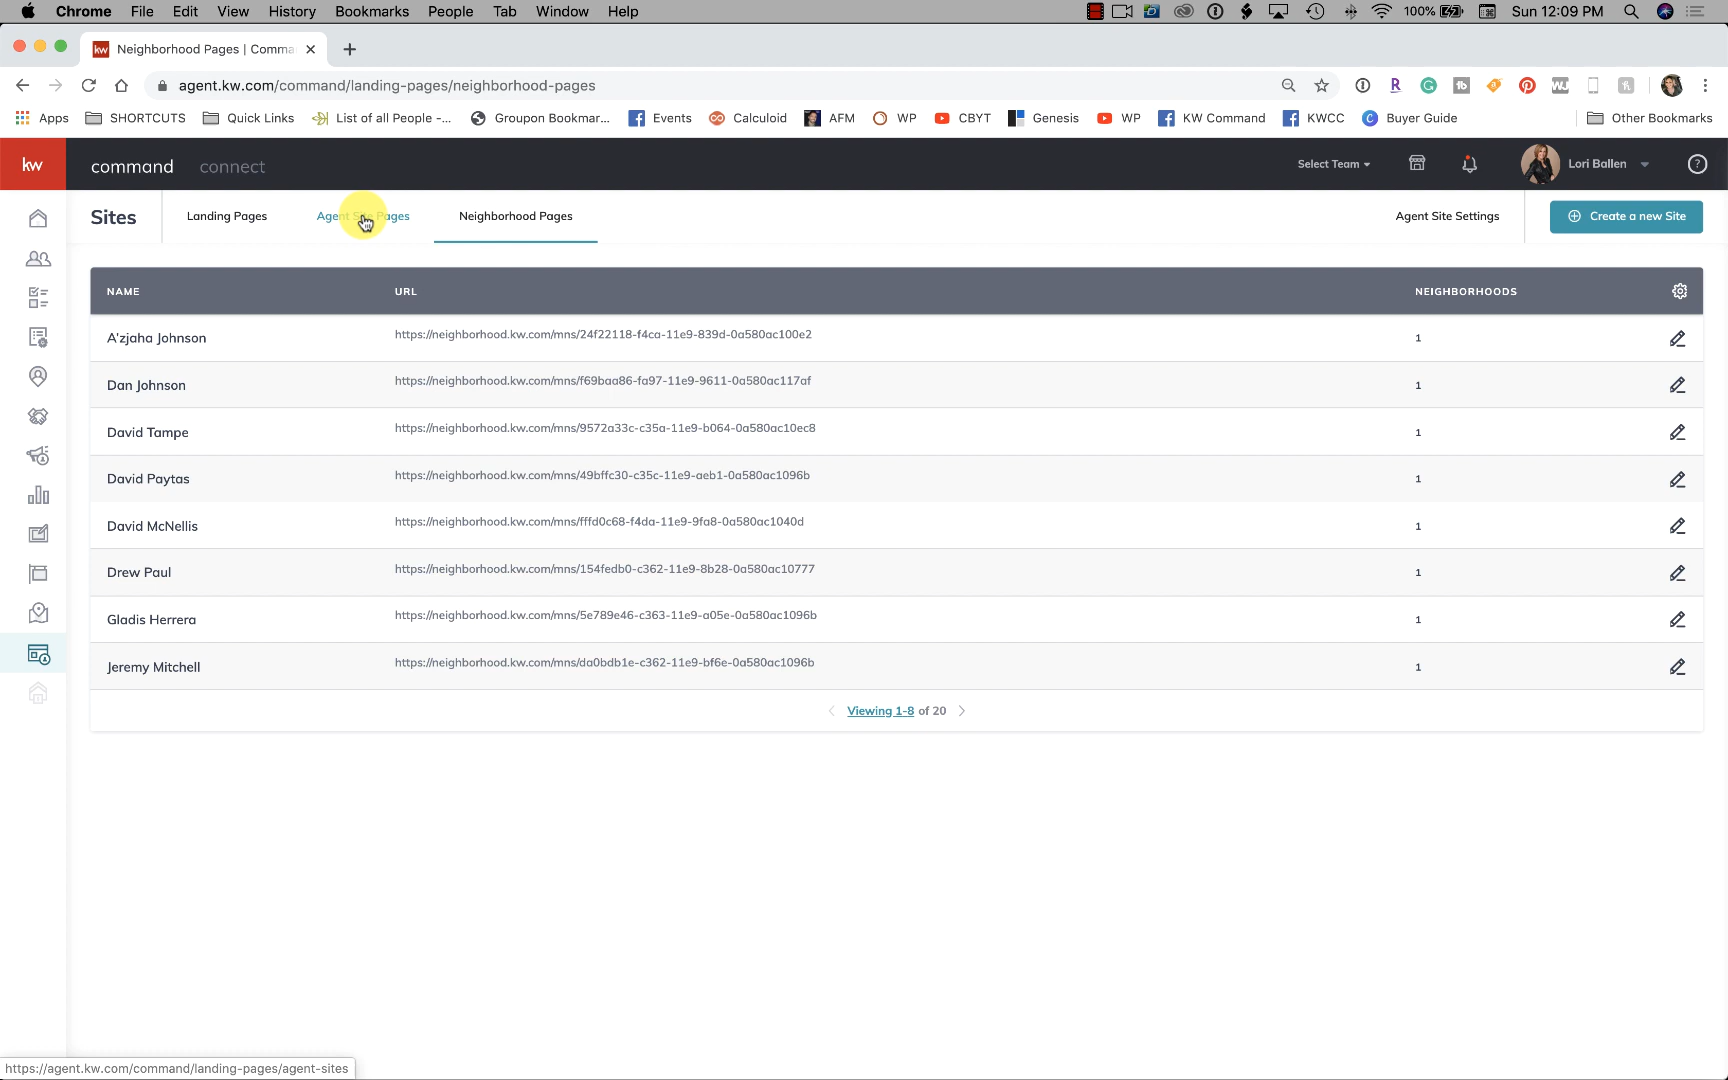 Chrome File Edit View History Bookmarks People Tab Window Help 100% Sun 12:09 PM
kw Neighborhood Pages | Comma
agent.kw.com/command/landing-pages/neighborhood-pages
Apps SHORTCUTS Quick Links List of all People -... Groupon Bookmar... Events Calculoid AFM WP CBYT Genesis WP KW Command KWCC Buyer Guide Other Bookmarks
kw command connect Select Team Lori Ballen
Sites Landing Pages Agent Site Pages Neighborhood Pages Agent Site Settings Create a new Site
NAME URL NEIGHBORHOODS
A'zjaha Johnson https://neighborhood.kw.com/mns/24f22118-f4ca-11e9-839d-0a580ac100e2 1
Dan Johnson https://neighborhood.kw.com/mns/f69baa86-fa97-11e9-9611-0a580ac117af 1
David Tampe https://neighborhood.kw.com/mns/9572a33c-c35a-11e9-b064-0a580ac10ec8 1
David Paytas https://neighborhood.kw.com/mns/49bffc30-c35c-11e9-aeb1-0a580ac1096b 1
David McNellis https://neighborhood.kw.com/mns/fffd0c68-f4da-11e9-9fa8-0a580ac1040d 1
Drew Paul https://neighborhood.kw.com/mns/154fedb0-c362-11e9-8b28-0a580ac10777 1
Gladis Herrera https://neighborhood.kw.com/mns/5e789e46-c363-11e9-a05e-0a580ac1096b 1
Jeremy Mitchell https://neighborhood.kw.com/mns/da0bdb1e-c362-11e9-bf6e-0a580ac1096b 1
Viewing 1-8 of 20
https://agent.kw.com/command/landing-pages/agent-sites